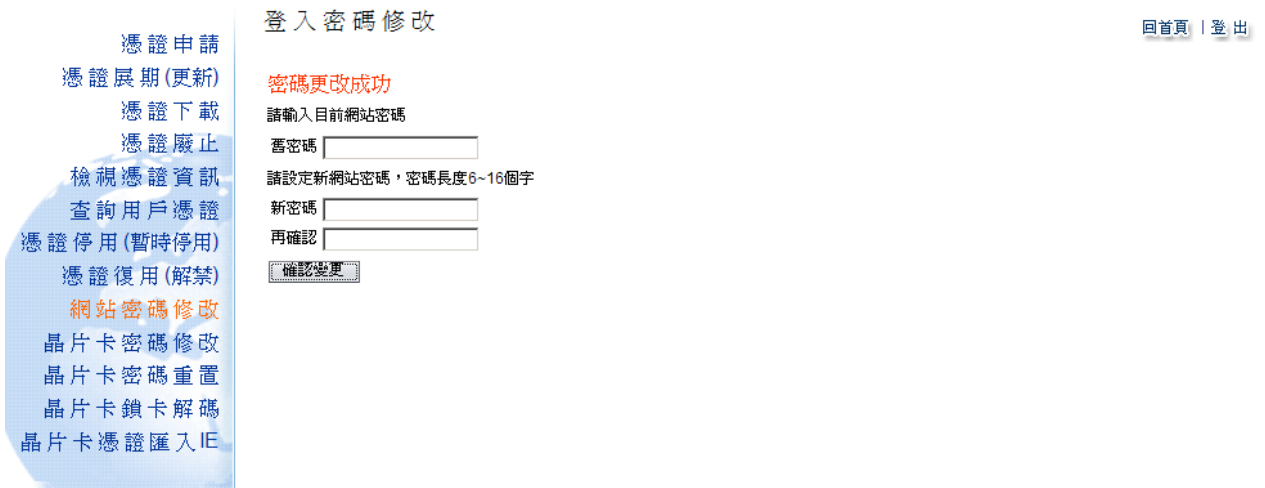 登入密碼修改
回首頁 | 登出
憑證申請
憑證展期(更新)
憑證下載
憑證廢止
檢視憑證資訊
查詢用戶憑證
憑證停用(暫時停用)
憑證復用(解禁)
網站密碼修改
晶片卡密碼修改
晶片卡密碼重置
晶片卡鎖卡解碼
晶片卡憑證匯入IE
密碼更改成功
請輸入目前網站密碼
舊密碼
請設定新網站密碼，密碼長度6~16個字
新密碼
再確認
確認變更